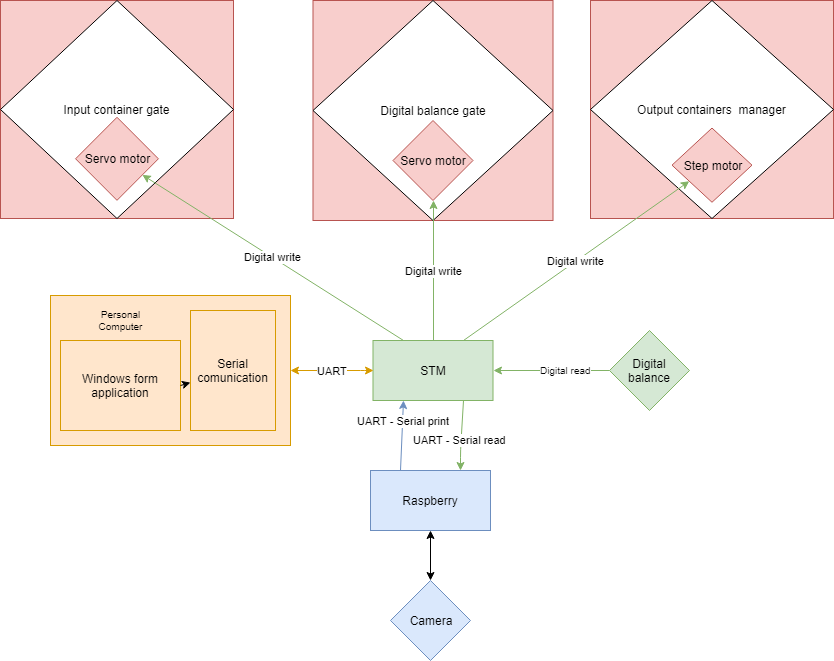 Input container gate
Servo motor
Digital balance gate
Servo motor
Output containers  manager
Step motor
Digital write
Digital write
Digital write
Personal
Computer
Windows form
application
Serial
comunication
UART
STM
Digital read
Digital
balance
UART - Serial print
UART - Serial read
Raspberry
Camera